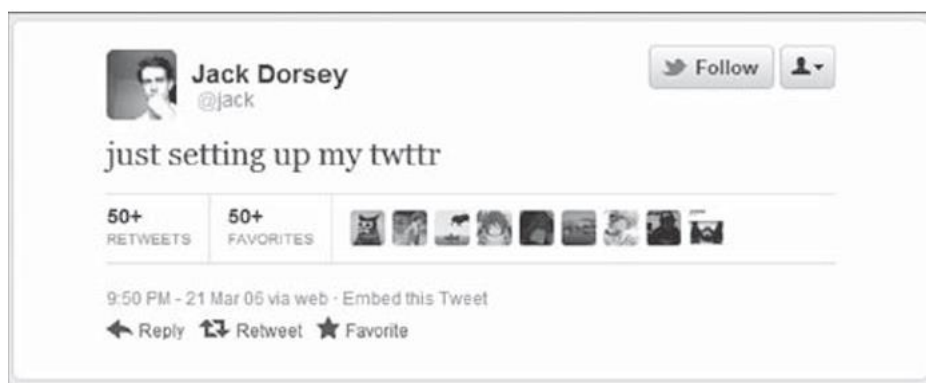 Jack Dorsey
@jack
Follow
just setting up my twttr
50+
RETWEETS
50+
FAVORITES
9:50 PM - 21 Mar 06 via web · Embed this Tweet
Reply Retweet Favorite